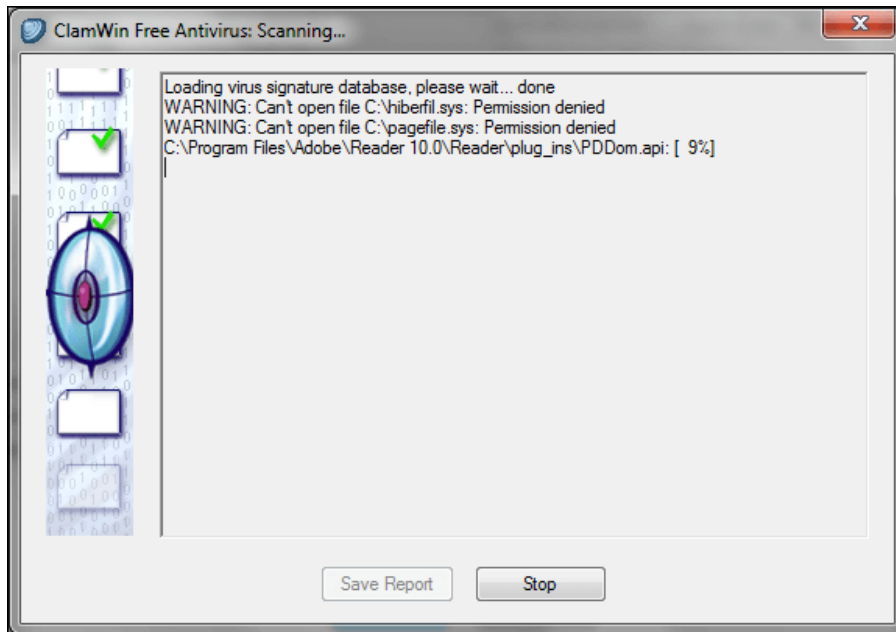 ClamWin Free Antivirus: Scanning...
Loading virus signature database, please wait... done
WARNING: Can't open file C:\hiberfil.sys: Permission denied
WARNING: Can't open file C:\pagefile.sys: Permission denied
C:\Program Files\Adobe\Reader 10.0\Reader\plug_ins\PDDom.api: [  9%]
Save Report
Stop